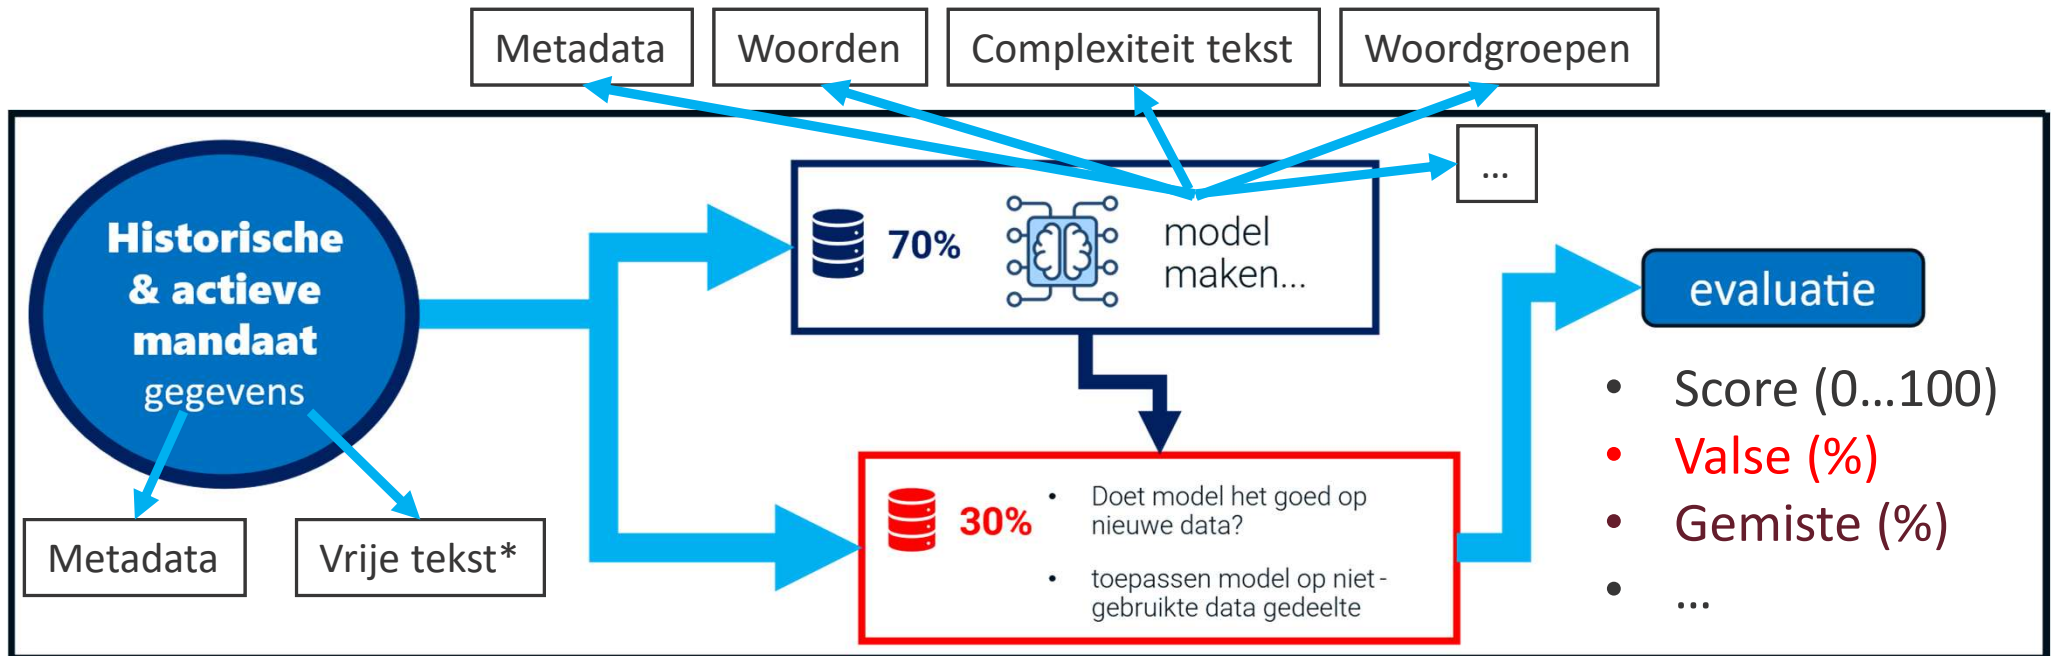 Metadata
Woorden
Complexiteit tekst
Woordgroepen
...
Historische
& actieve
mandaat
gegevens
Metadata
Vrije tekst*
70%
model
maken...
30%
• Doet model het goed op
nieuwe data?
• toepassen model op niet-
gebruikte data gedeelte
evaluatie
• Score (0...100)
• Valse (%)
• Gemiste (%)
• ...